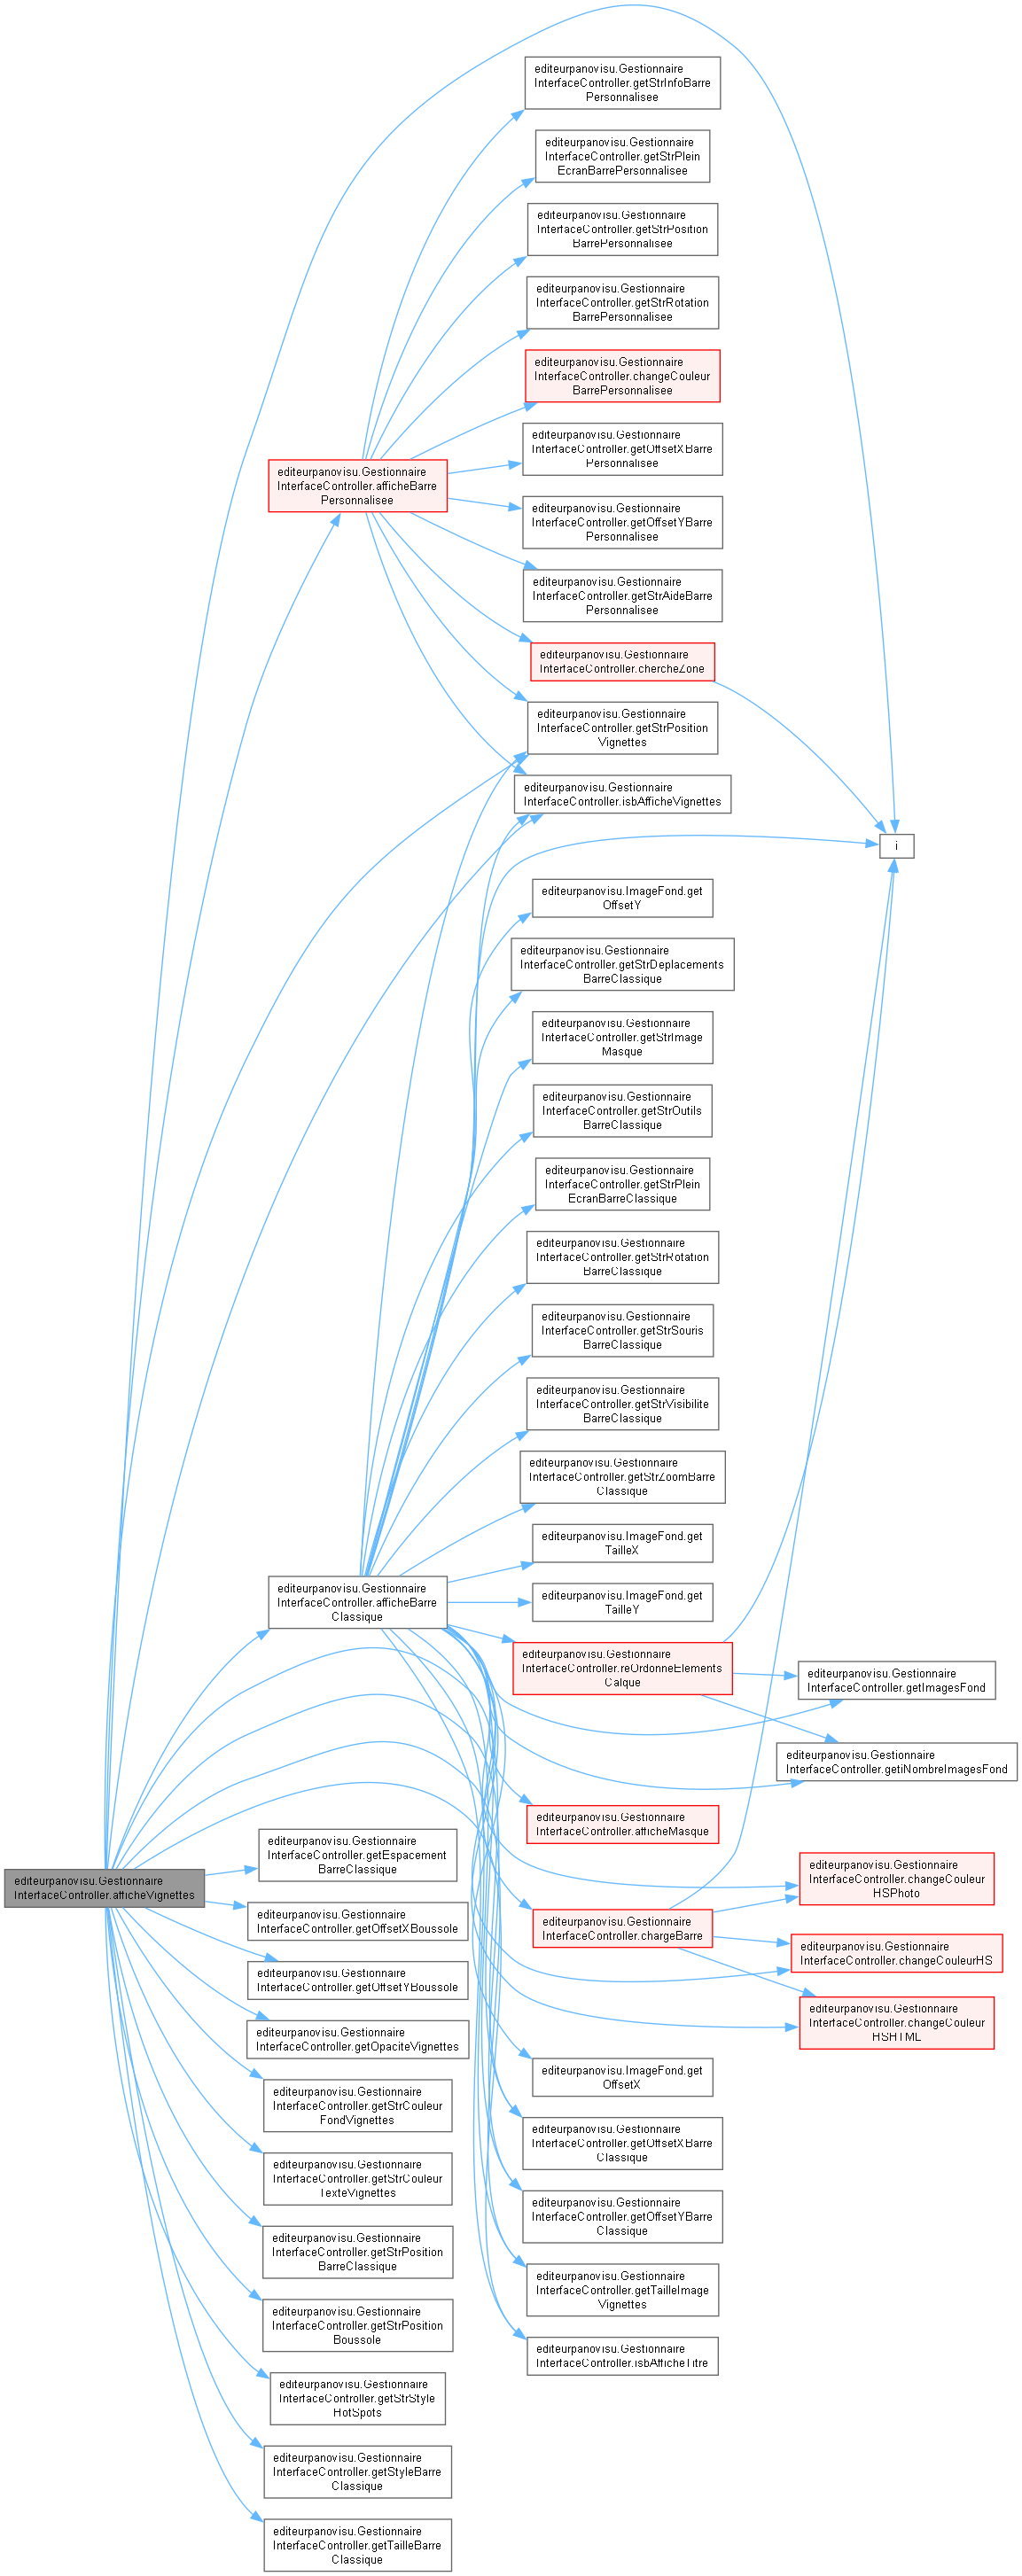 editeurpanovisu.Gestionnaire
InterfaceController.getStrInfoBarre
Personnalisee
editeurpanovisu.Gestionnaire
InterfaceController.getStrPlein
EcranBarrePersonnalisee
editeurpanovisu.Gestionnaire
InterfaceController.getStrPosition
BarrePersonnalisee
editeurpanovisu.Gestionnaire
InterfaceController.getStrRotation
BarrePersonnalisee
editeurpanovisu.Gestionnaire
InterfaceController.changeCouleur
BarrePersonnalisee
editeurpanovisu.Gestionnaire
InterfaceController.getOffsetXBarre
Personnalisee
editeurpanovisu.Gestionnaire
InterfaceController.afficheBarre
Personnalisee
editeurpanovisu.Gestionnaire
InterfaceController.getOffsetYBarre
Personnalisee
editeurpanovisu.Gestionnaire
InterfaceController.getStrAideBarre
Personnalisee
editeurpanovisu.Gestionnaire
InterfaceController.chercheZone
editeurpanovisu.Gestionnaire
InterfaceController.getStrPosition
Vignettes
editeurpanovisu.Gestionnaire
InterfaceController.isbAfficheVignettes
i
editeurpanovisu.ImageFond.get
OffsetY
editeurpanovisu.Gestionnaire
InterfaceController.getStrDeplacements
BarreClassique
editeurpanovisu.Gestionnaire
InterfaceController.getStrImage
Masque
editeurpanovisu.Gestionnaire
InterfaceController.getStrOutils
BarreClassique
editeurpanovisu.Gestionnaire
InterfaceController.getStrPlein
EcranBarreClassique
editeurpanovisu.Gestionnaire
InterfaceController.getStrRotation
BarreClassique
editeurpanovisu.Gestionnaire
InterfaceController.getStrSouris
BarreClassique
editeurpanovisu.Gestionnaire
InterfaceController.getStrVisibilite
BarreClassique
editeurpanovisu.Gestionnaire
InterfaceController.getStrZoomBarre
Classique
editeurpanovisu.ImageFond.get
TailleX
editeurpanovisu.Gestionnaire
InterfaceController.afficheBarre
Classique
editeurpanovisu.ImageFond.get
TailleY
editeurpanovisu.Gestionnaire
InterfaceController.reOrdonneElements
Calque
editeurpanovisu.Gestionnaire
InterfaceController.getImagesFond
editeurpanovisu.Gestionnaire
InterfaceController.getiNombreImagesFond
editeurpanovisu.Gestionnaire
InterfaceController.afficheMasque
editeurpanovisu.Gestionnaire
InterfaceController.getEspacement
BarreClassique
editeurpanovisu.Gestionnaire
InterfaceController.changeCouleur
HSPhoto
editeurpanovisu.Gestionnaire
InterfaceController.afficheVignettes
editeurpanovisu.Gestionnaire
InterfaceController.getOffsetXBoussole
editeurpanovisu.Gestionnaire
InterfaceController.chargeBarre
editeurpanovisu.Gestionnaire
InterfaceController.changeCouleurHS
editeurpanovisu.Gestionnaire
InterfaceController.getOffsetYBoussole
editeurpanovisu.Gestionnaire
InterfaceController.changeCouleur
HSHTML
editeurpanovisu.Gestionnaire
InterfaceController.getOpaciteVignettes
editeurpanovisu.ImageFond.get
OffsetX
editeurpanovisu.Gestionnaire
InterfaceController.getStrCouleur
FondVignettes
editeurpanovisu.Gestionnaire
InterfaceController.getOffsetXBarre
Classique
editeurpanovisu.Gestionnaire
InterfaceController.getStrCouleur
TexteVignettes
editeurpanovisu.Gestionnaire
InterfaceController.getOffsetYBarre
Classique
editeurpanovisu.Gestionnaire
InterfaceController.getStrPosition
BarreClassique
editeurpanovisu.Gestionnaire
InterfaceController.getTailleImage
Vignettes
editeurpanovisu.Gestionnaire
InterfaceController.getStrPosition
Boussole
editeurpanovisu.Gestionnaire
InterfaceController.isbAfficheTitre
editeurpanovisu.Gestionnaire
InterfaceController.getStrStyle
HotSpots
editeurpanovisu.Gestionnaire
InterfaceController.getStyleBarre
Classique
editeurpanovisu.Gestionnaire
InterfaceController.getTailleBarre
Classique